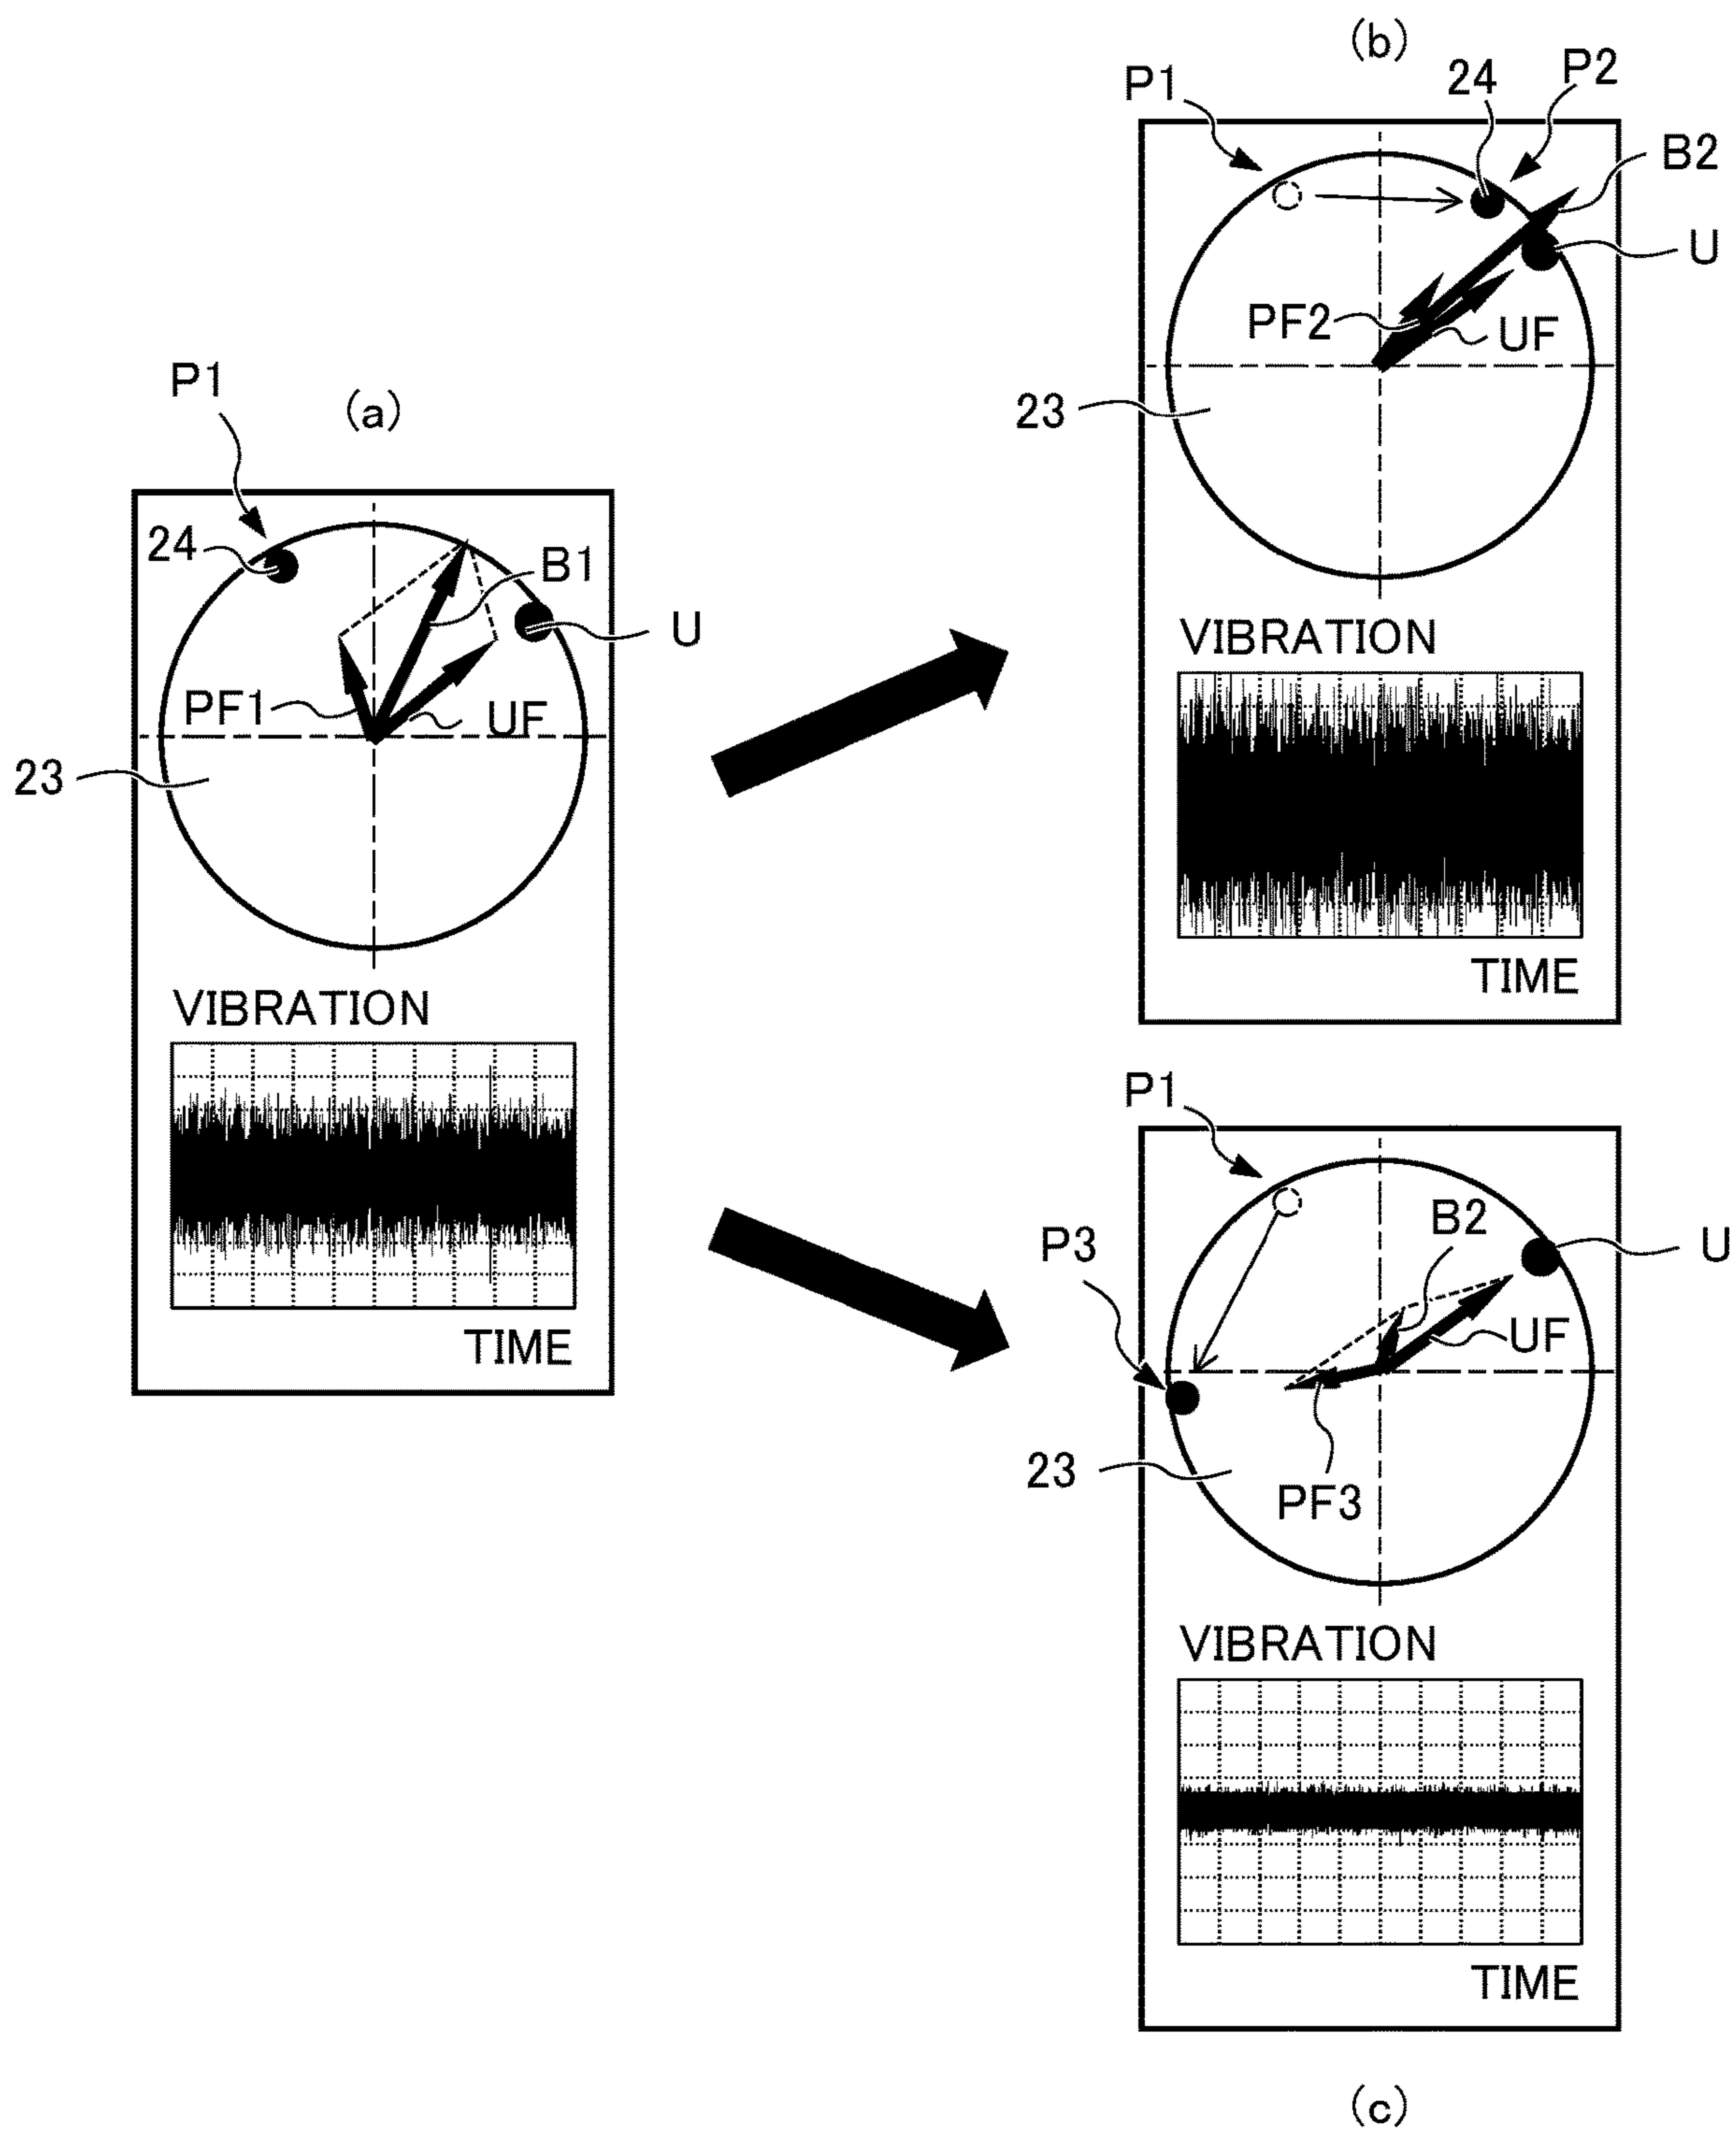 (a)
P1
24
B1
U
PF1
UF
23
VIBRATION
TIME
(b)
P1
24
P2
B2
U
PF2
UF
23
VIBRATION
TIME
P1
B2
P3
U
UF
23
PF3
VIBRATION
TIME
(c)